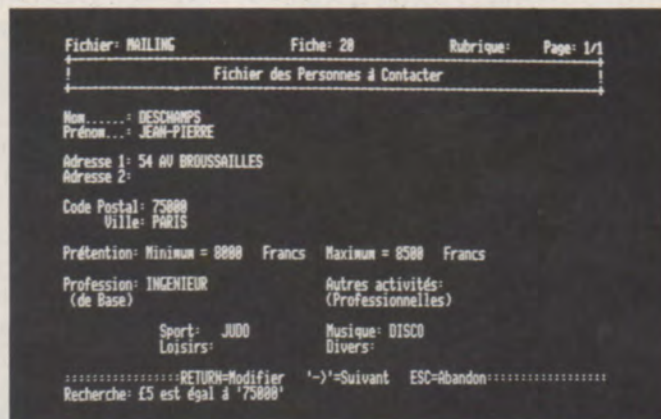 Fichier: MAILING Fiche: 20 Rubrique: Page: 1/1
Fichier des Personnes à Contacter
Nom......: DESCHAMPS
Prénom...: JEAN-PIERRE
Adresse 1: 54 AV BROUSSAILLES
Adresse 2:
Code Postal: 75000
Ville: PARIS
Prétention: Minimum = 8000 Francs Maximum = 8500 Francs
Profession: INGENIEUR Autres activités:
(de Base) (Professionnelles)
Sport: JUDO Musique: DISCO
Loisirs: Divers:
:::::::::::::::::RETURN=Modifier '->'=Suivant ESC=Abandon::::::::::::::::::
Recherche: £5 est égal à '75000'